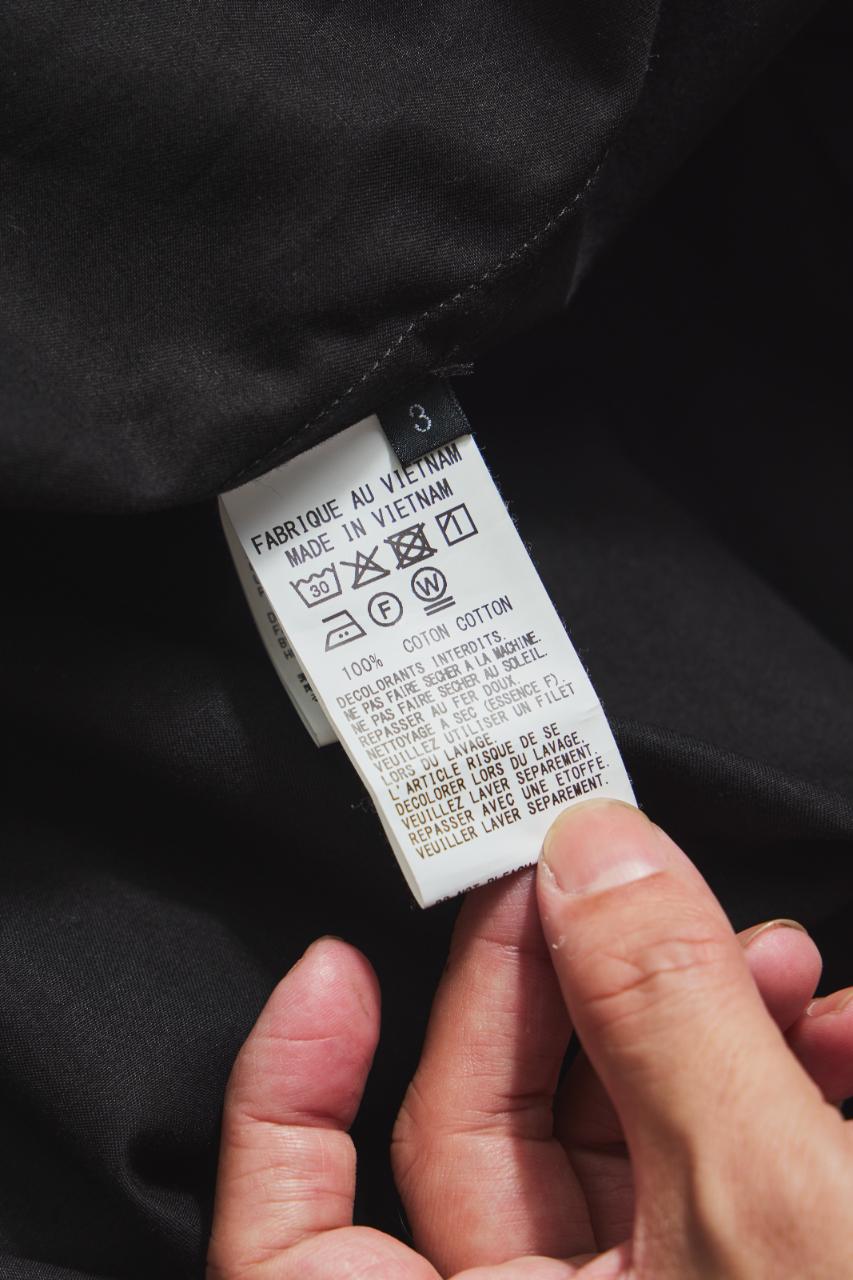 3
FABRIQUE AU VIETNAM
MADE IN VIETNAM
30
F W
100% COTON COTTON
DECOLORANTS INTERDITS.
NE PAS FAIRE SECHER A LA MACHINE.
NE PAS FAIRE SECHER AU SOLEIL.
REPASSER AU FER DOUX.
NETTOYAGE A SEC (ESSENCE F).
VEUILLEZ UTILISER UN FILET
LORS DU LAVAGE.
L'ARTICLE RISQUE DE SE
DECOLORER LORS DU LAVAGE.
VEUILLEZ LAVER SEPAREMENT.
REPASSER AVEC UNE ETOFFE.
VEUILLER LAVER SEPAREMENT.
NOT BLEACH